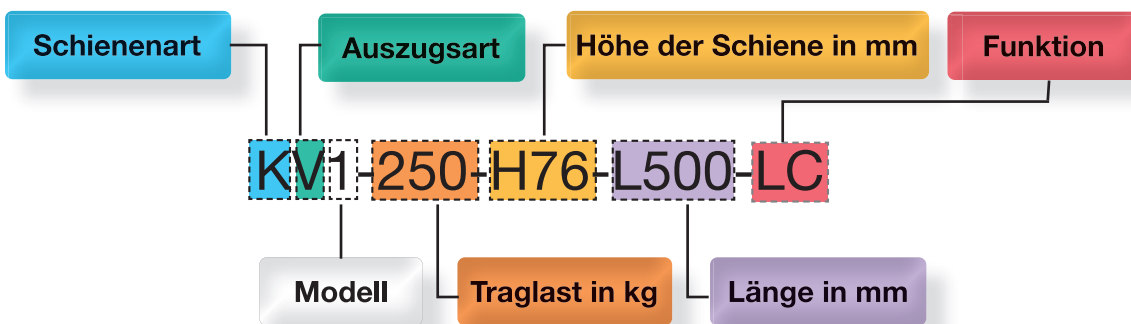 Schienenart
Auszugsart
Höhe der Schiene in mm
Funktion
KV1-250-H76-L500-LC
Modell
Traglast in kg
Länge in mm